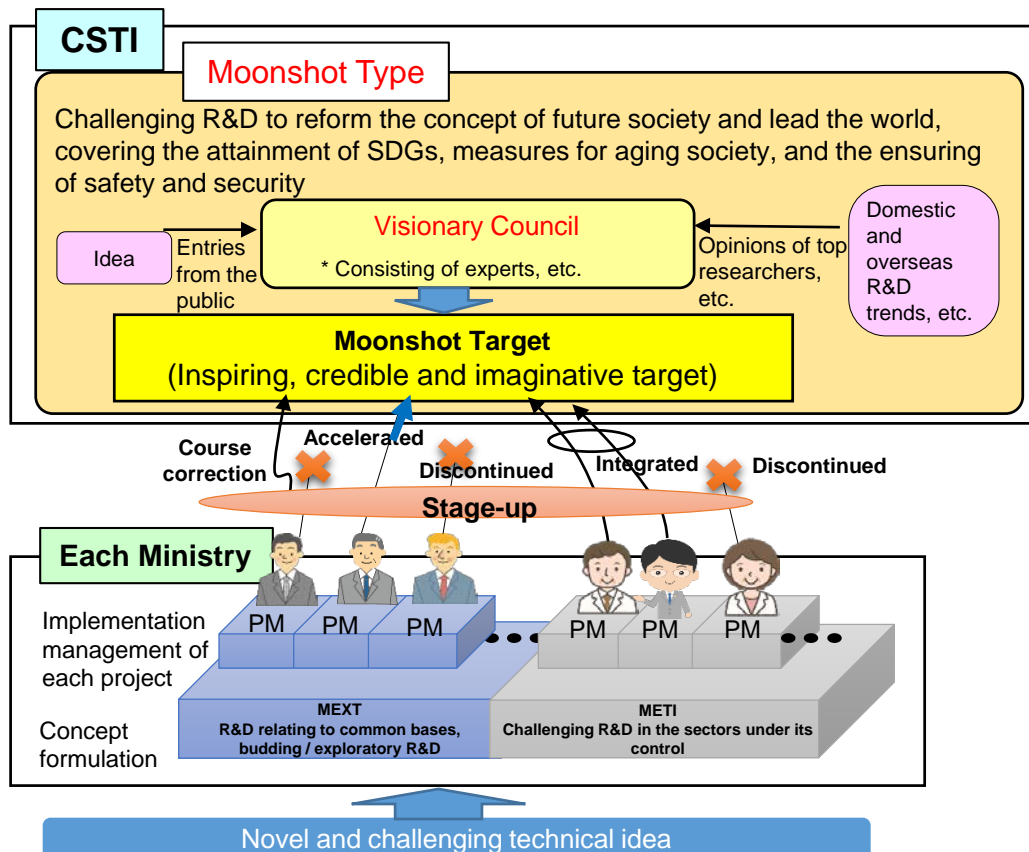 CSTI
Moonshot Type
Challenging R&D to reform the concept of future society and lead the world,
covering the attainment of SDGs, measures for aging society, and the ensuring
of safety and security
Idea
Entries
from the
public
Visionary Council
* Consisting of experts, etc.
Opinions of top
researchers,
etc.
Domestic
and
overseas
R&D
trends, etc.
Moonshot Target
(Inspiring, credible and imaginative target)
Course
correction
Accelerated
Discontinued
Integrated
Discontinued
Stage-up
Each Ministry
Implementation
management of
each project
PM
PM
PM
PM
PM
PM
Concept
formulation
MEXT
R&D relating to common bases,
budding / exploratory R&D
METI
Challenging R&D in the sectors under its
control
Novel and challenging technical idea